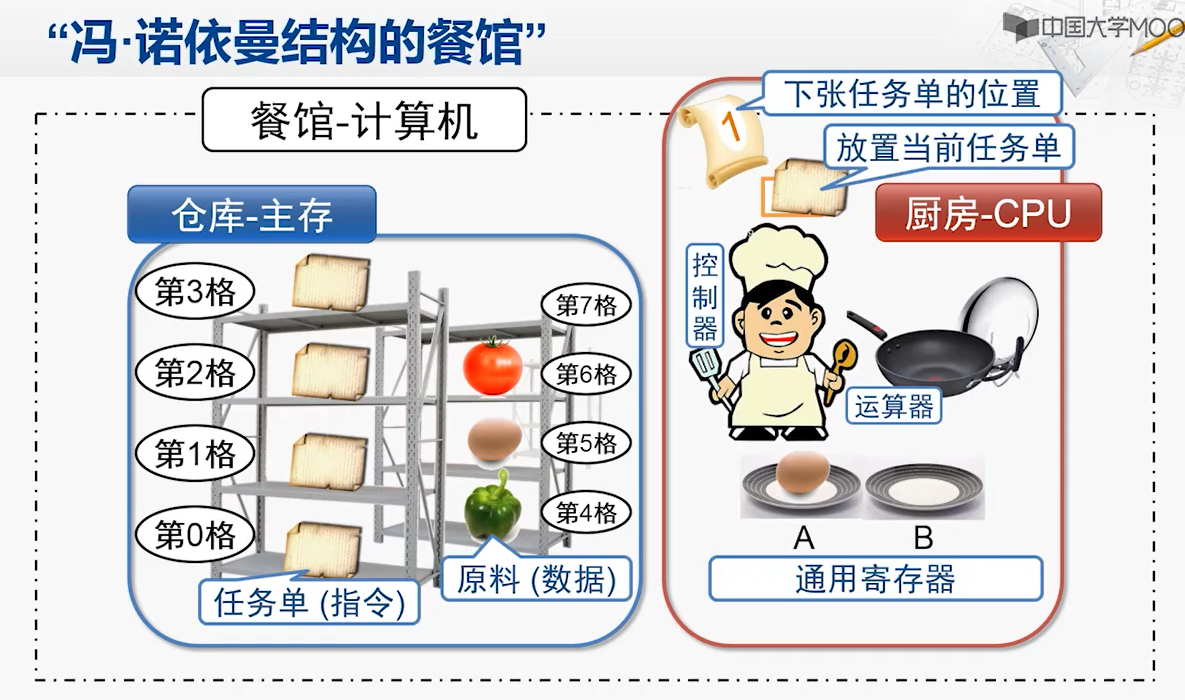 “冯·诺依曼结构的餐馆”
中国大学MOO
餐馆-计算机
下张任务单的位置
1
放置当前任务单
仓库-主存
厨房-CPU
第3格
第2格
第1格
第0格
第7格
第6格
第5格
第4格
任务单 (指令)
原料 (数据)
控制器
运算器
A
B
通用寄存器